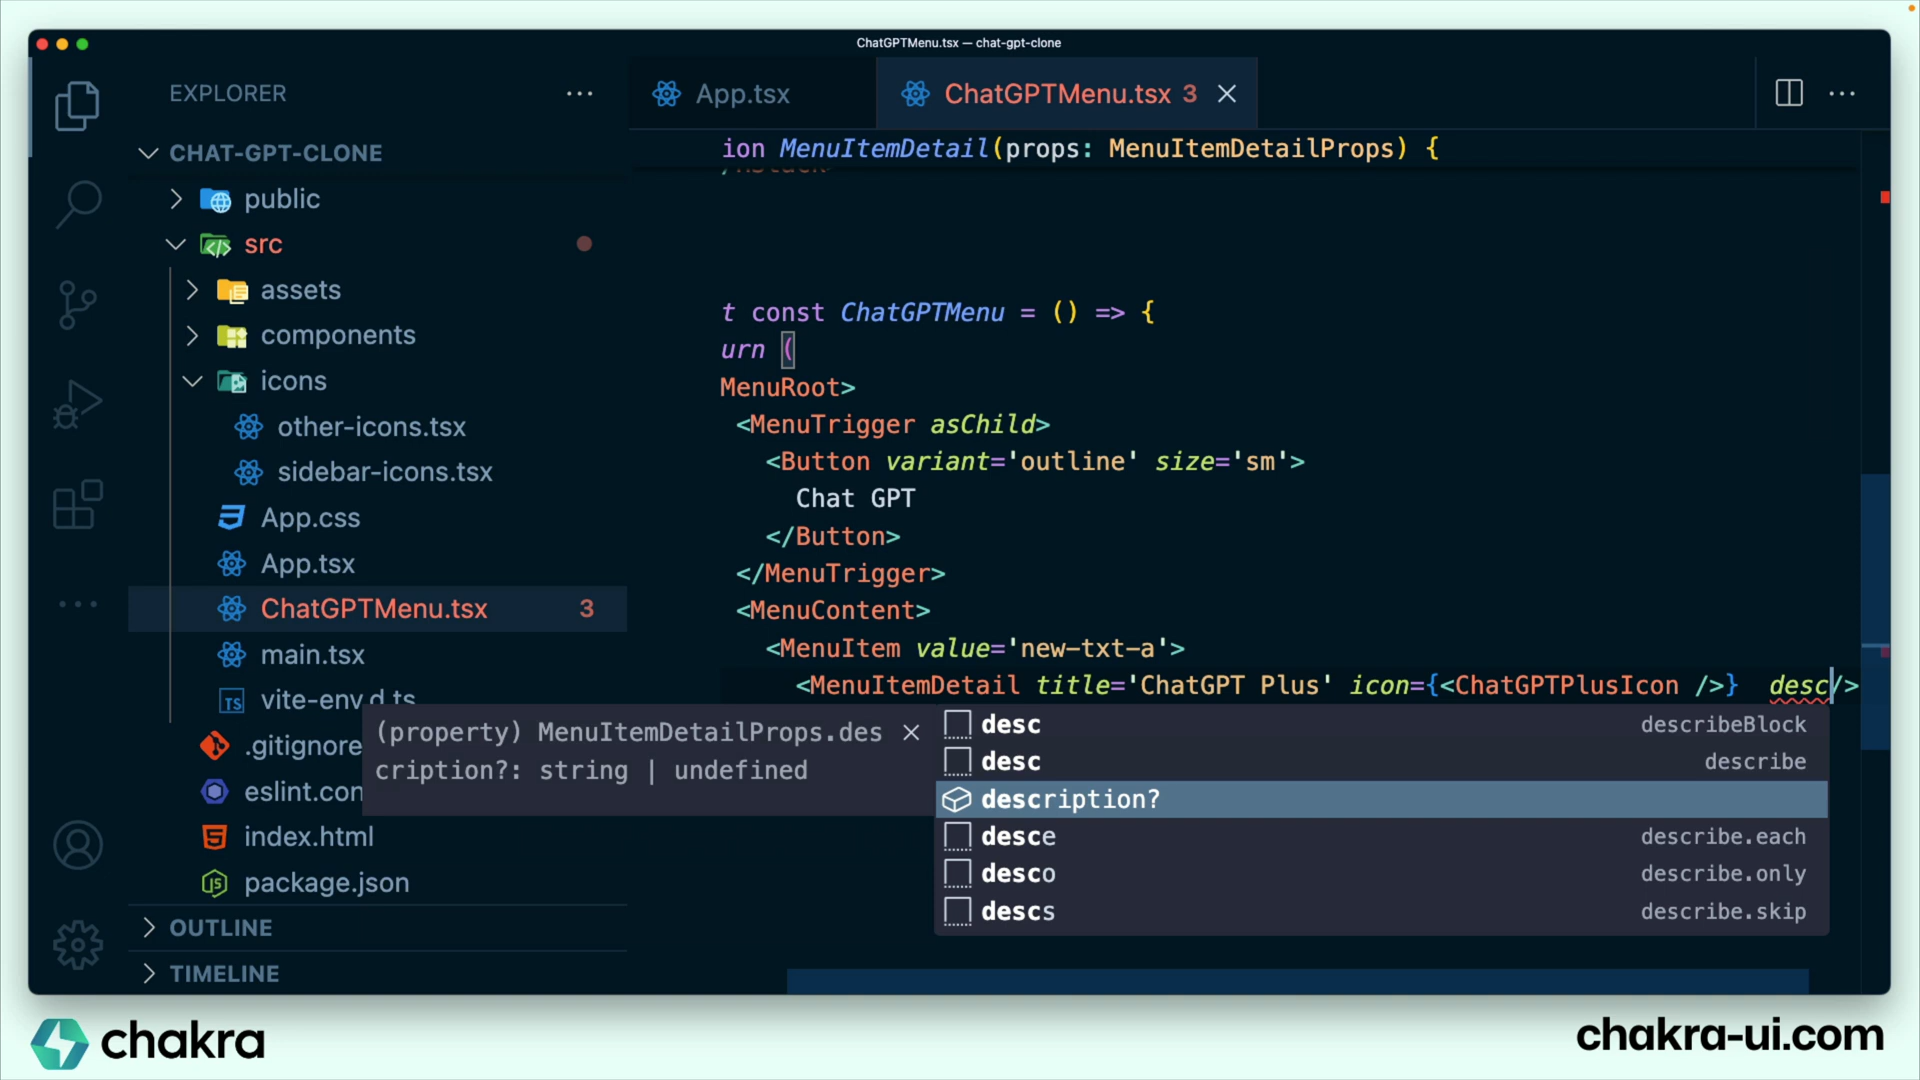 ChatGPTMenu.tsx — chat-gpt-clone
EXPLORER
App.tsx
ChatGPTMenu.tsx 3
CHAT-GPT-CLONE
public
src
assets
components
icons
other-icons.tsx
sidebar-icons.tsx
App.css
App.tsx
ChatGPTMenu.tsx 3
main.tsx
vite-env.d.ts
.gitignore
eslint.con
index.html
package.json
OUTLINE
TIMELINE
ion MenuItemDetail(props: MenuItemDetailProps) {
t const ChatGPTMenu = () => {
urn (
MenuRoot>
<MenuTrigger asChild>
<Button variant='outline' size='sm'>
Chat GPT
</Button>
</MenuTrigger>
<MenuContent>
<MenuItem value='new-txt-a'>
<MenuItemDetail title='ChatGPT Plus' icon={<ChatGPTPlusIcon />} desc/>
(property) MenuItemDetailProps.des
cription?: string | undefined
desc describeBlock
desc describe
description?
desce describe.each
desco describe.only
descs describe.skip
chakra
chakra-ui.com